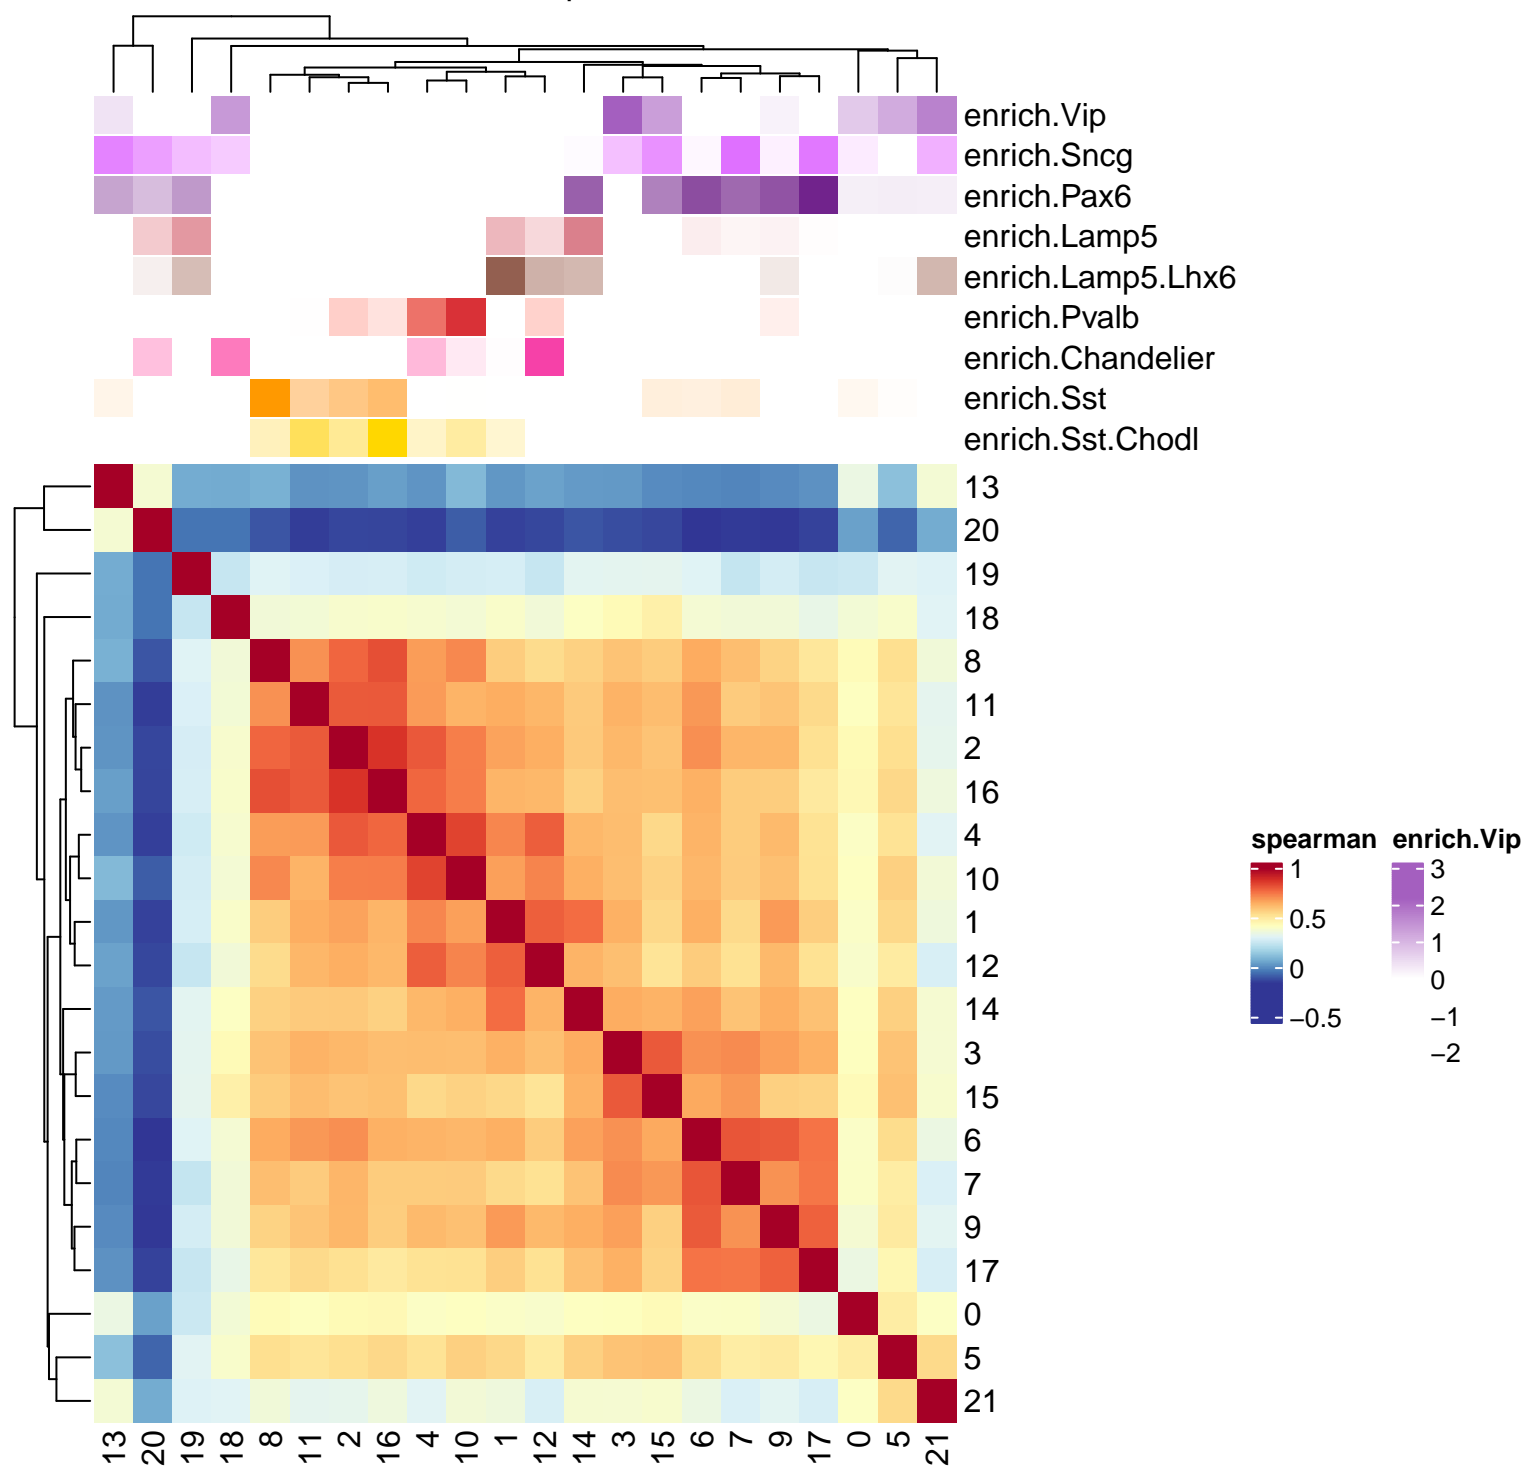 enrich.Vip
enrich.Sncg
enrich.Pax6
enrich.Lamp5
enrich.Lamp5.Lhx6
enrich.Pvalb
enrich.Chandelier
enrich.Sst
enrich.Sst.Chodl
13
20
19
18
8
11
2
16
4
10
1
12
14
3
15
6
7
9
17
0
5
21
13 20 19 18 8 11 2 16 4 10 1 12 14 3 15 6 7 9 17 0 5 21
spearman
1
0.5
0
−0.5
enrich.Vip
3
2
1
0
−1
−2